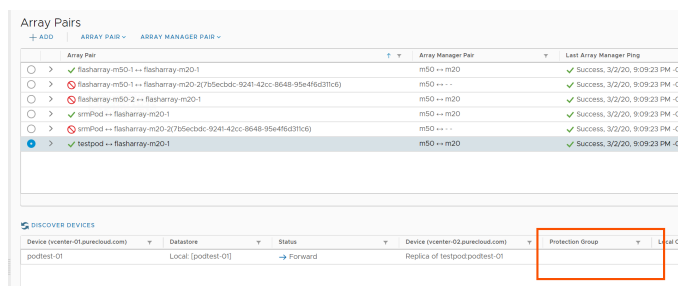 Array Pairs
+ ADD ARRAY PAIR ARRAY MANAGER PAIR
Array Pair Array Manager Pair Last Array Manager Ping
flasharray-m50-1 ↔ flasharray-m20-1 m50 ↔ m20 Success, 3/2/20, 9:09:23 PM
flasharray-m50-1 ↔ flasharray-m20-2(7b5ecbdc-9241-42cc-8648-95e4f6d311c6) m50 ↔ -- Success, 3/2/20, 9:09:23 PM
flasharray-m50-2 ↔ flasharray-m20-1 m50 ↔ m20 Success, 3/2/20, 9:09:23 PM
srmPod ↔ flasharray-m20-1 m50 ↔ m20 Success, 3/2/20, 9:09:23 PM
srmPod ↔ flasharray-m20-2(7b5ecbdc-9241-42cc-8648-95e4f6d311c6) m50 ↔ -- Success, 3/2/20, 9:09:23 PM
testpod ↔ flasharray-m20-1 m50 ↔ m20 Success, 3/2/20, 9:09:23 PM
DISCOVER DEVICES
Device (vcenter-01.purecloud.com) Datastore Status Device (vcenter-02.purecloud.com) Protection Group Local
podtest-01 Local: [podtest-01] → Forward Replica of testpod:podtest-01